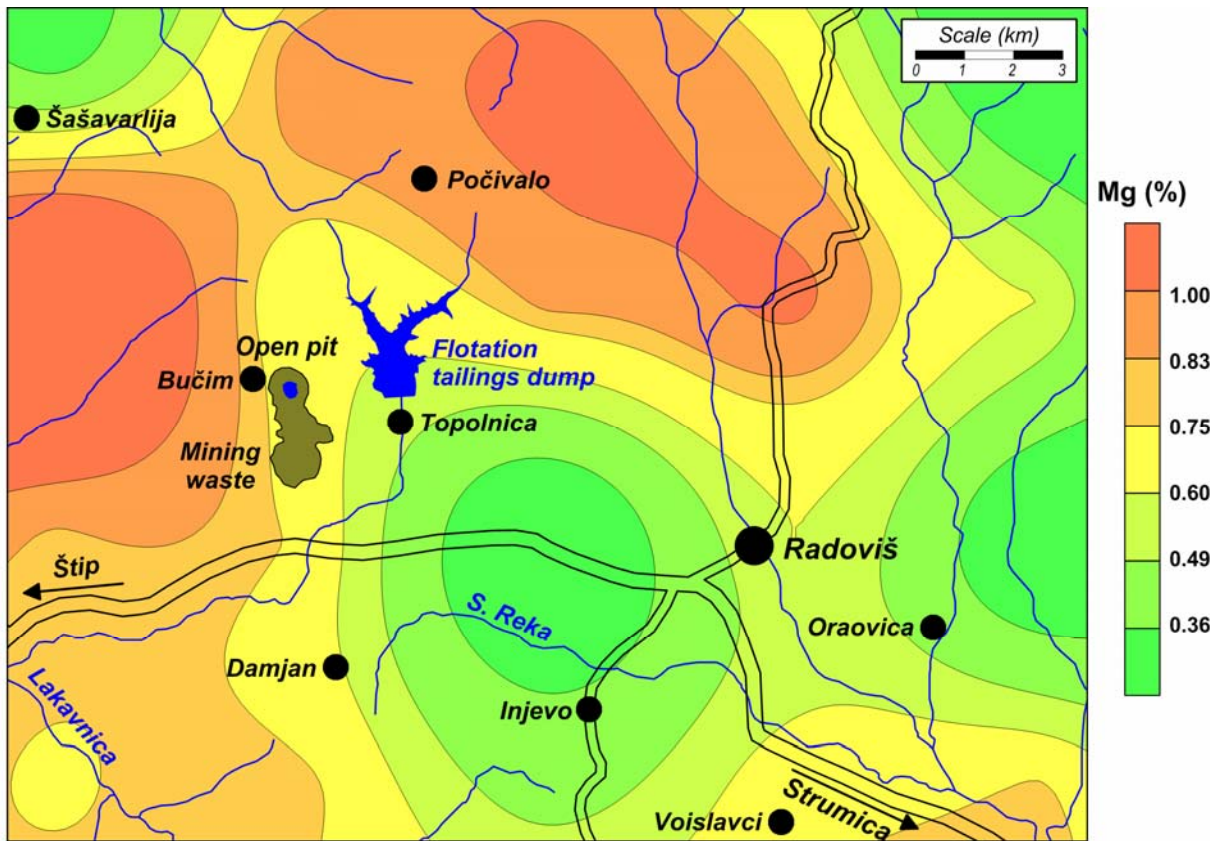 Scale (km)
0 1 2 3
Šašavarlija
Počivalo
Mg (%)
1.00
0.83
0.75
0.60
0.49
0.36
Open pit
Bučim
Flotation
tailings dump
Topolnica
Mining
waste
Radoviš
Štip
S. Reka
Oraovica
Damjan
Lakavnica
Injevo
Voislavci
Strumica